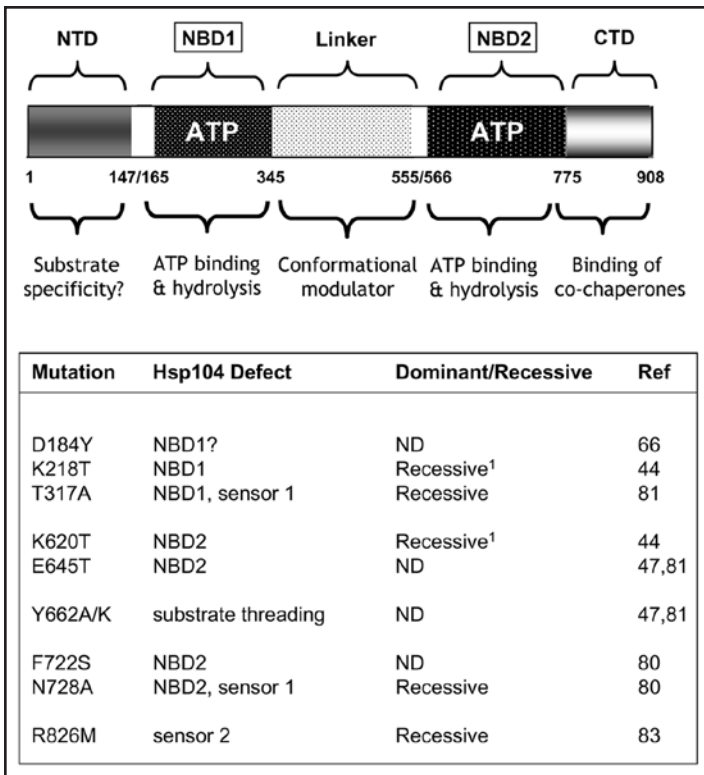 NTD NBD1 Linker NBD2 CTD
ATP ATP
1 147/165 345 555/566 775 908
Substrate ATP binding Conformational ATP binding Binding of
specificity? & hydrolysis modulator & hydrolysis co-chaperones
Mutation Hsp104 Defect Dominant/Recessive Ref
D184Y NBD1? ND 66
K218T NBD1 Recessive¹ 44
T317A NBD1, sensor 1 Recessive 81
K620T NBD2 Recessive¹ 44
E645T NBD2 ND 47,81
Y662A/K substrate threading ND 47,81
F722S NBD2 ND 80
N728A NBD2, sensor 1 Recessive 80
R826M sensor 2 Recessive 83